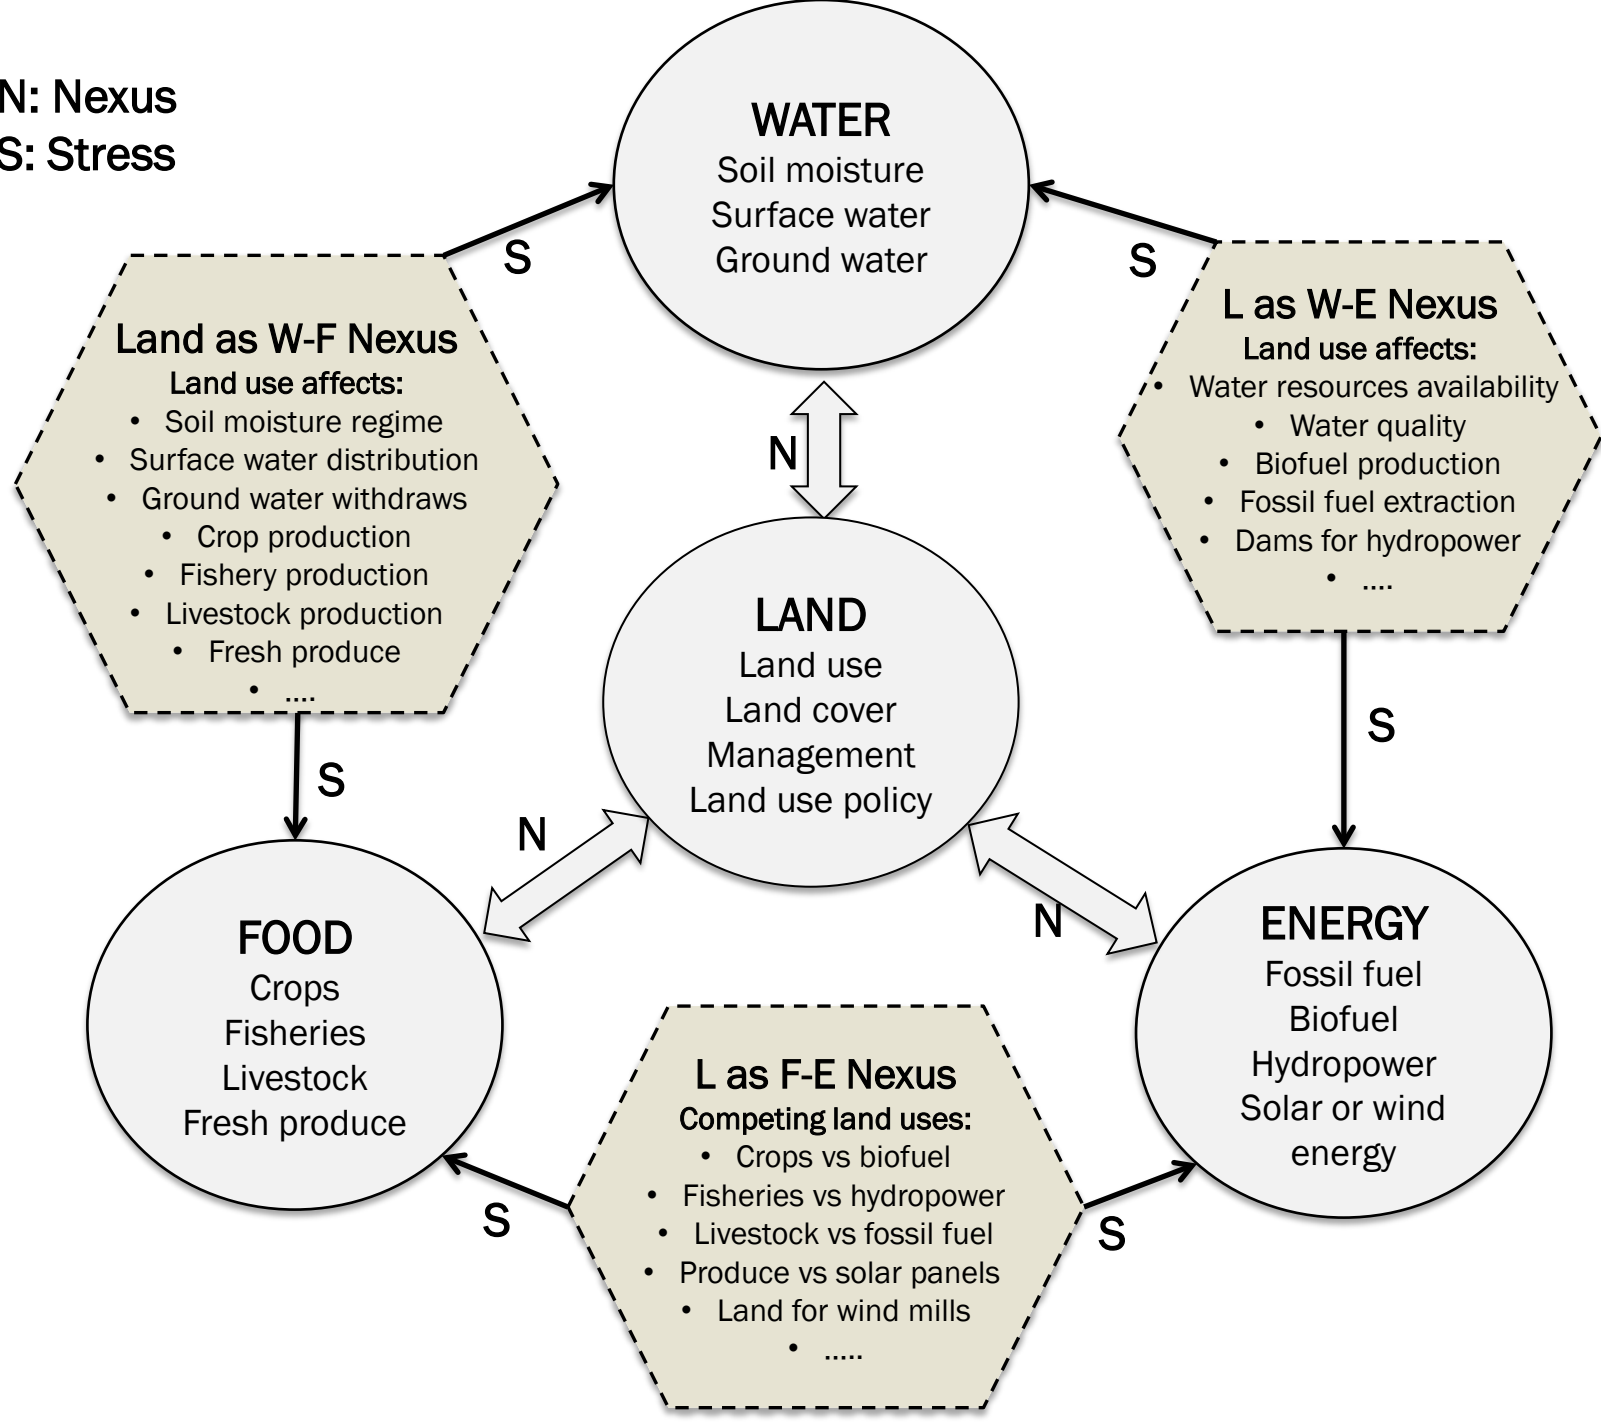 N: Nexus
S: Stress
WATER
Soil moisture
Surface water
Ground water
S
S
Land as W-F Nexus
Land use affects:
• Soil moisture regime
• Surface water distribution
• Ground water withdraws
• Crop production
• Fishery production
• Livestock production
• Fresh produce
• ....
L as W-E Nexus
Land use affects:
• Water resources availability
• Water quality
• Biofuel production
• Fossil fuel extraction
• Dams for hydropower
• ....
N
LAND
Land use
Land cover
Management
Land use policy
S
S
N
N
FOOD
Crops
Fisheries
Livestock
Fresh produce
ENERGY
Fossil fuel
Biofuel
Hydropower
Solar or wind
energy
L as F-E Nexus
Competing land uses:
• Crops vs biofuel
• Fisheries vs hydropower
• Livestock vs fossil fuel
• Produce vs solar panels
• Land for wind mills
• .....
S
S